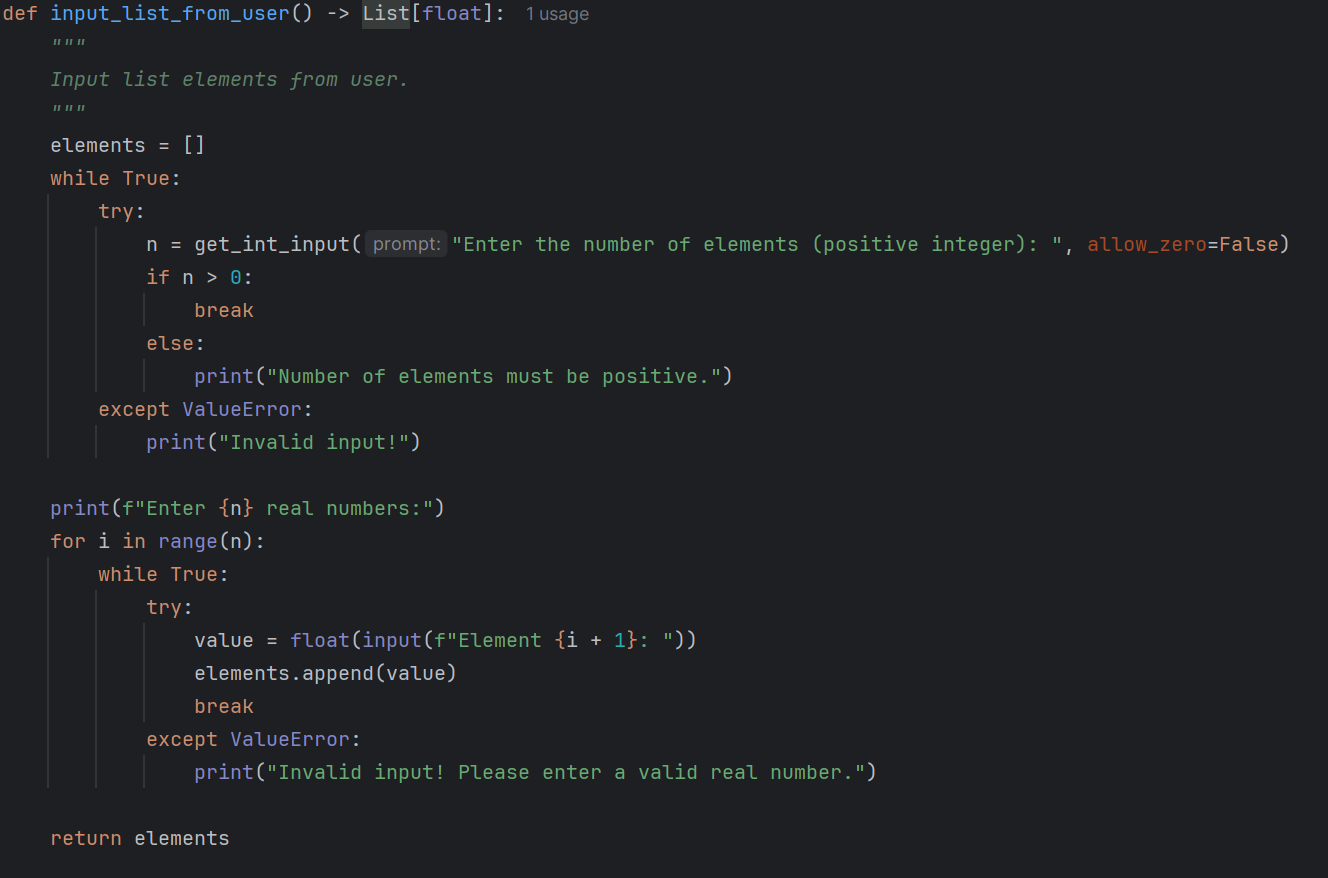 def input_list_from_user() -> List[float]: 1 usage
    """
    Input list elements from user.
    """
    elements = []
    while True:
        try:
            n = get_int_input( prompt: "Enter the number of elements (positive integer): ", allow_zero=False)
            if n > 0:
                break
            else:
                print("Number of elements must be positive.")
        except ValueError:
            print("Invalid input!")
    print(f"Enter {n} real numbers:")
    for i in range(n):
        while True:
            try:
                value = float(input(f"Element {i + 1}: "))
                elements.append(value)
                break
            except ValueError:
                print("Invalid input! Please enter a valid real number.")
    return elements